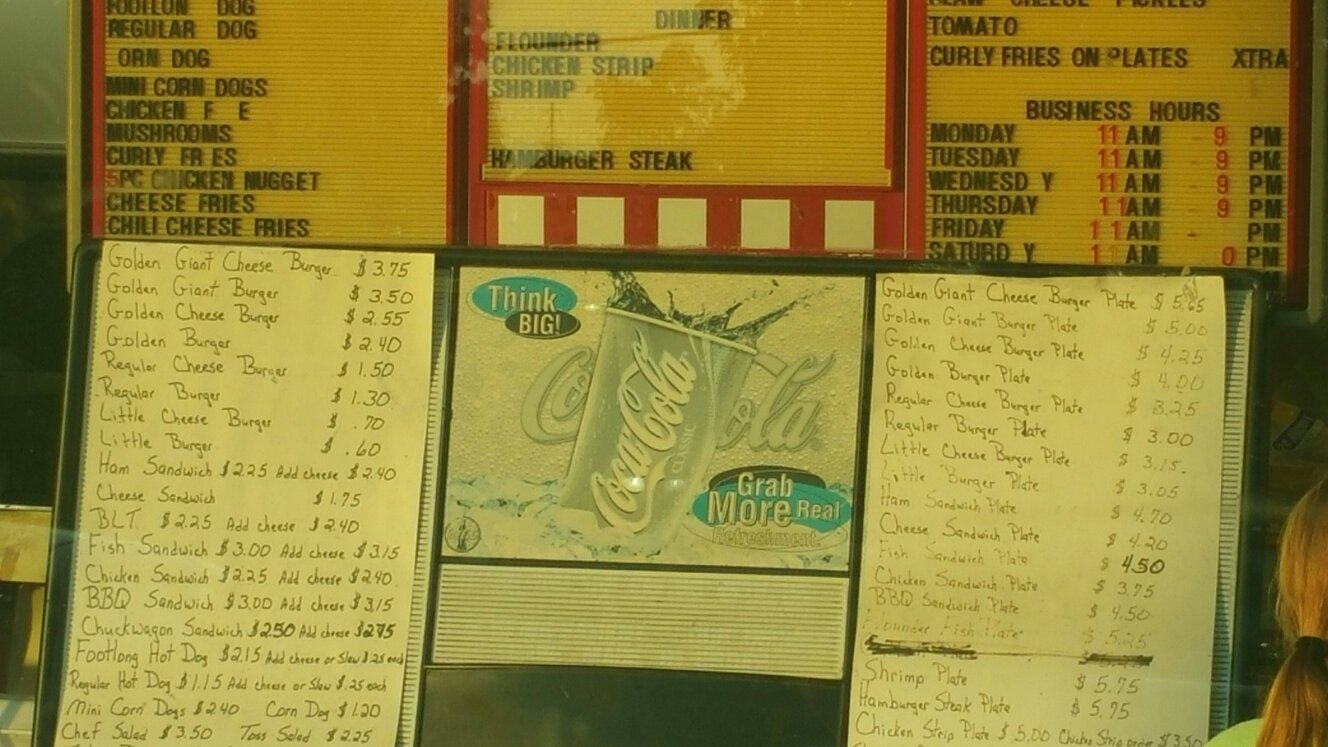 FOOTLON DOG
REGULAR DOG
ORN DOG
MINI CORN DOGS
CHICKEN F E
MUSHROOMS
CURLY FR ES
5PC CHICKEN NUGGET
CHEESE FRIES
CHILI CHEESE FRIES
DINNER
FLOUNDER
CHICKEN STRIP
SHRIMP
HAMBURGER STEAK
CHEESE PICKLES
TOMATO
CURLY FRIES ON PLATES XTRA
BUSINESS HOURS
MONDAY 11 AM - 9 PM
TUESDAY 11 AM - 9 PM
WEDNESD Y 11 AM - 9 PM
THURSDAY 11 AM - 9 PM
FRIDAY 11 AM - PM
SATURD Y 1 AM 0 PM
Golden Giant Cheese Burger $3.75
Golden Giant Burger $3.50
Golden Cheese Burger $2.55
Golden Burger $2.40
Regular Cheese Burger $1.50
Regular Burger $1.30
Little Cheese Burger $.70
Little Burger $.60
Ham Sandwich $2.25 Add cheese $2.40
Cheese Sandwich $1.75
BLT $2.25 Add cheese $2.40
Fish Sandwich $3.00 Add cheese $3.15
Chicken Sandwich $2.25 Add cheese $2.40
BBQ Sandwich $3.00 Add cheese $3.15
Chuckwagon Sandwich $2.50 Add cheese $2.75
Footlong Hot Dog $2.15 Add cheese or Slaw $.25 each
Regular Hot Dog $1.15 Add cheese or Slaw $.25 each
Mini Corn Dogs $2.40 Corn Dog $1.20
Chef Salad $3.50 Toss Salad $2.25
Think
BIG!
Coca-Cola
Coca-Cola
CLASSIC
Grab
More Real
Refreshment.
Golden Giant Cheese Burger Plate
Golden Giant Burger Plate $5.00
Golden Cheese Burger Plate $4.25
Golden Burger Plate $4.00
Regular Cheese Burger Plate $3.25
Regular Burger Plate $3.00
Little Cheese Burger Plate $3.15
Little Burger Plate $3.05
Ham Sandwich Plate $4.70
Cheese Sandwich Plate $4.20
Fish Sandwich Plate $4.50
Chicken Sandwich Plate $3.75
BBQ Sandwich Plate $4.50
Flounder Fish Plate $5.25
Shrimp Plate $5.75
Hamburger Steak Plate $5.75
Chicken Strip Plate $5.00 Chicken Strip order $3.50